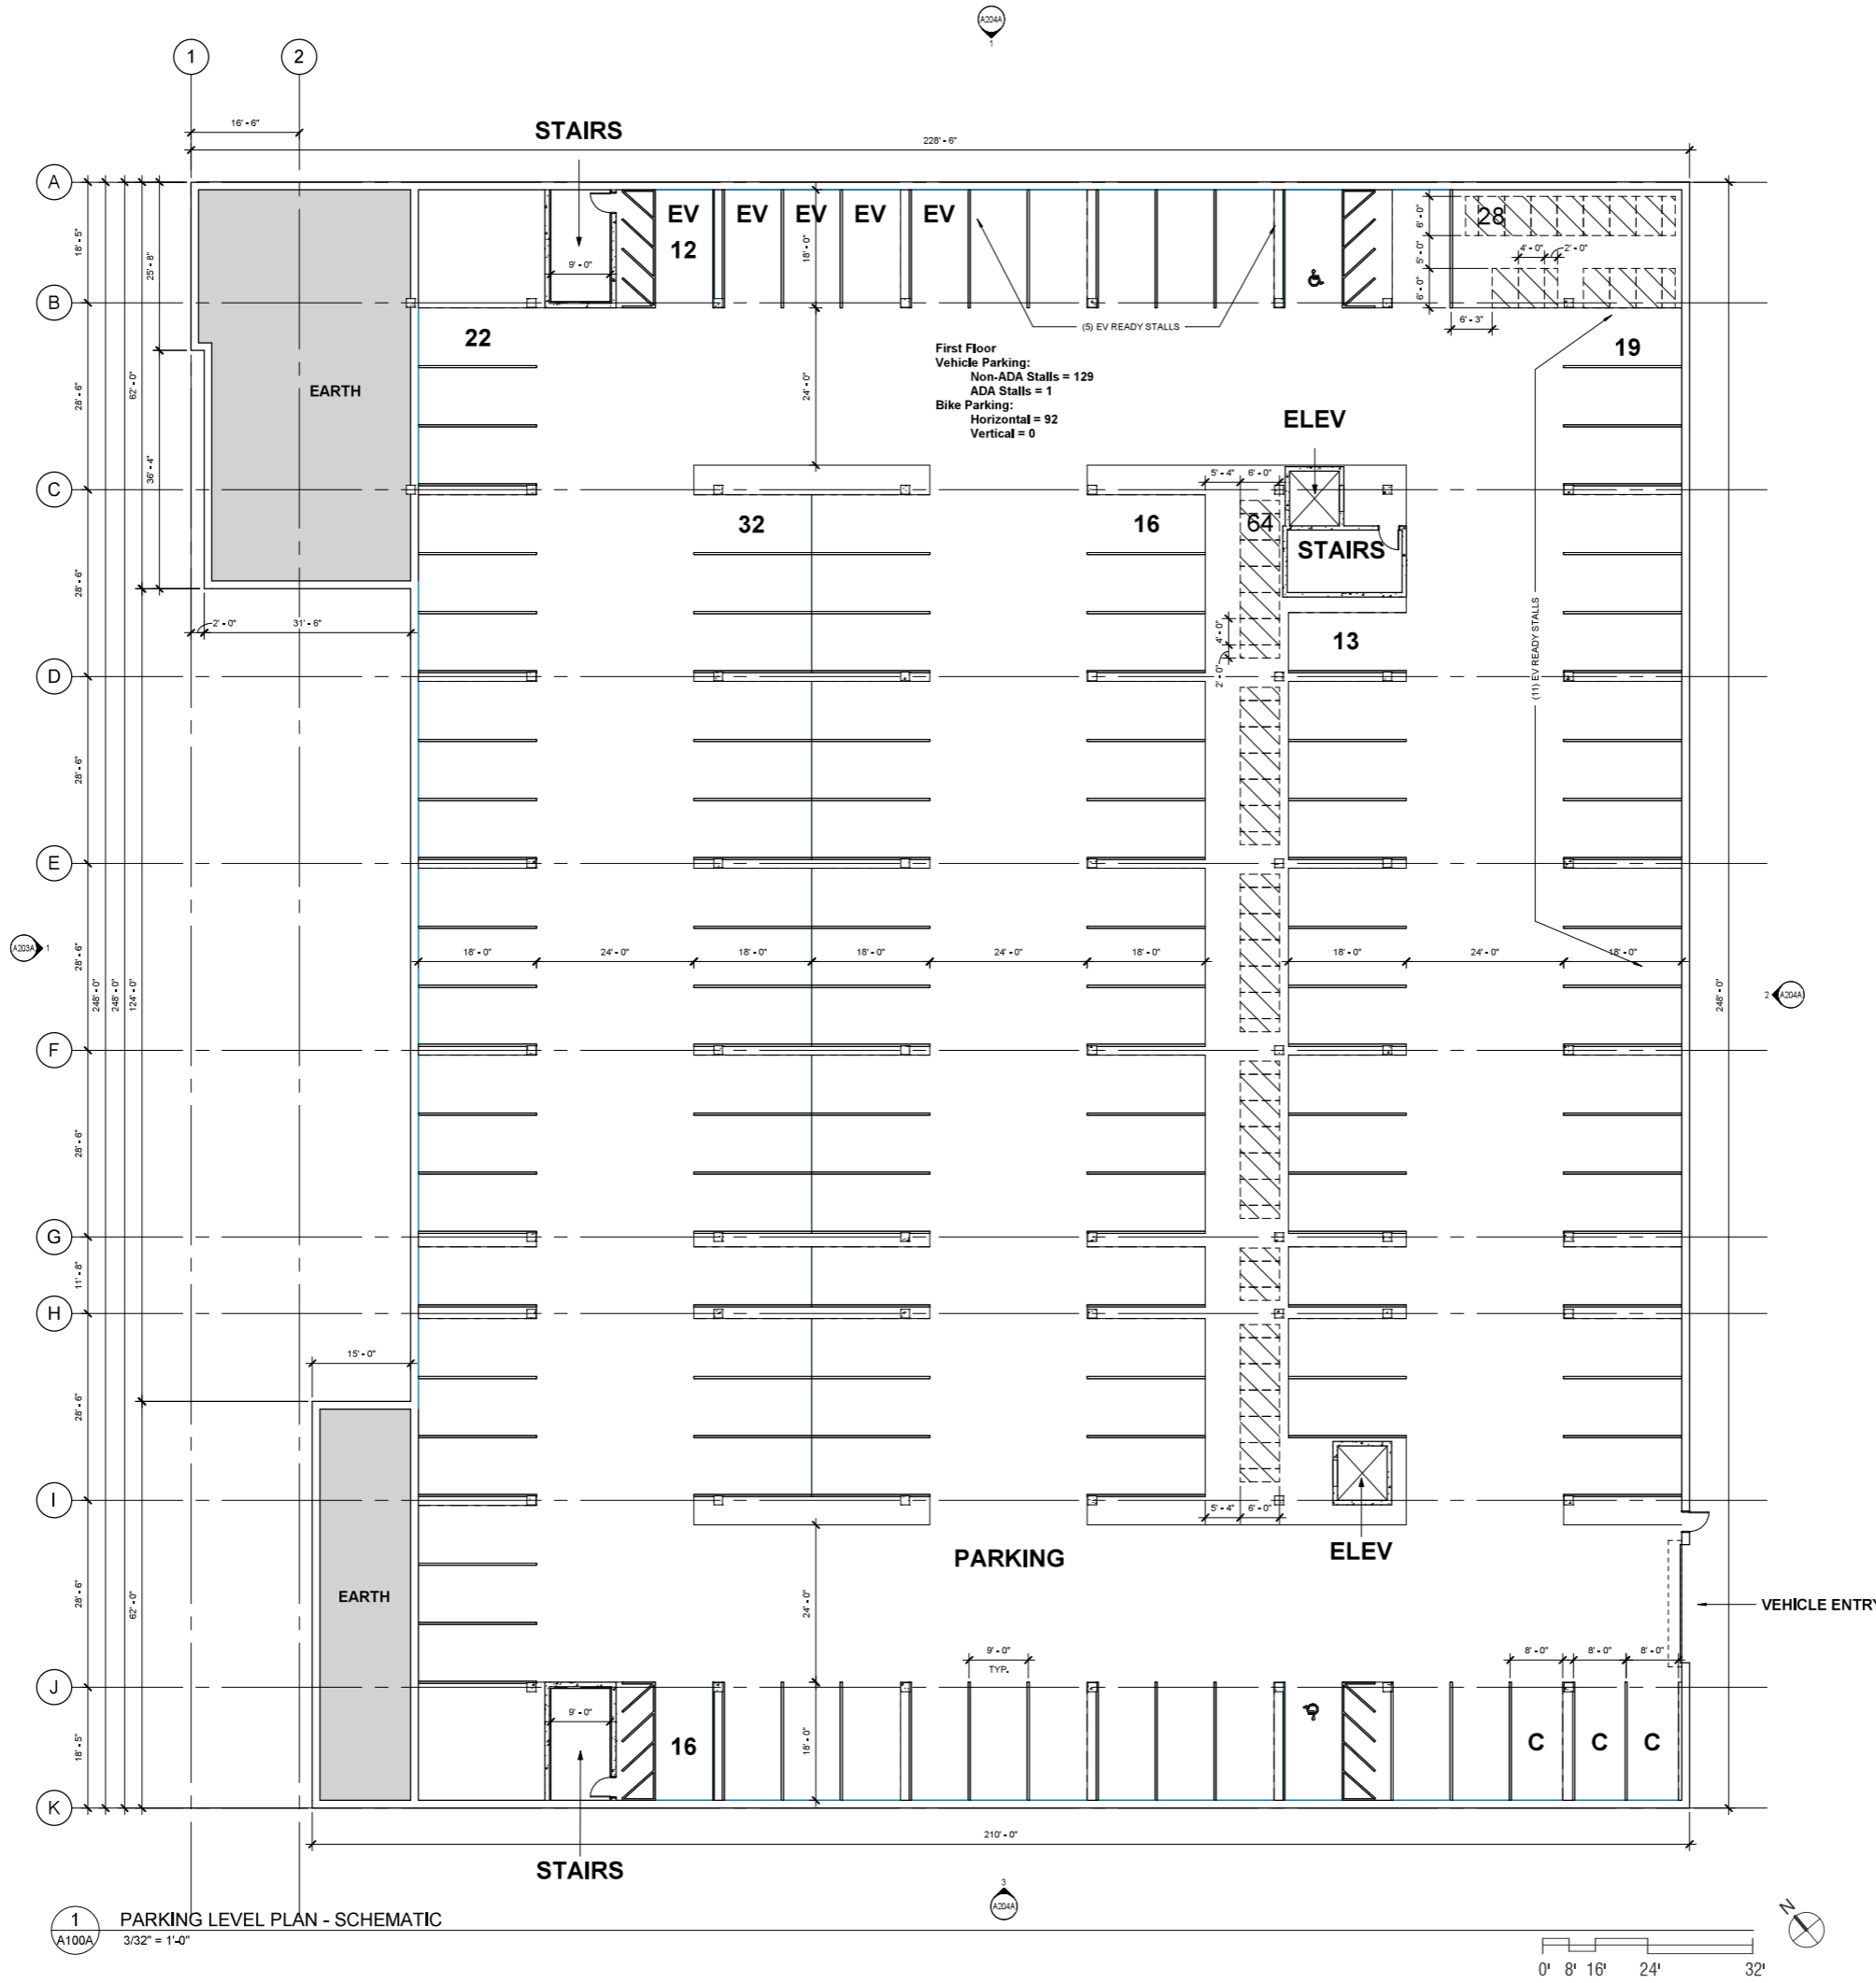 A204A
1
1
2
16' - 6"
STAIRS
228' - 6"
A
EV
EV
EV
EV
EV
12
28
18' - 5"
25' - 8"
9' - 0"
18' - 0"
6' - 0"
4' - 0"
2' - 0"
5' - 0"
6' - 0"
B
6' - 3"
(5) EV READY STALLS
22
19
First Floor
Vehicle Parking:
Non-ADA Stalls = 129
ADA Stalls = 1
Bike Parking:
Horizontal = 92
Vertical = 0
EARTH
28' - 6"
62' - 0"
24' - 0"
ELEV
36' - 4"
C
5' - 4"
6' - 0"
32
16
64
STAIRS
28' - 6"
2' - 0"
31' - 6"
4' - 0"
2' - 0"
13
(11) EV READY STALLS
D
28' - 6"
E
A203A
1
28' - 6"
248' - 0"
248' - 0"
124' - 0"
18' - 0"
24' - 0"
18' - 0"
18' - 0"
24' - 0"
18' - 0"
18' - 0"
24' - 0"
18' - 0"
248' - 0"
2
A204A
F
28' - 6"
G
11' - 8"
H
15' - 0"
28' - 6"
I
5' - 4"
6' - 0"
PARKING
ELEV
EARTH
28' - 6"
62' - 0"
24' - 0"
VEHICLE ENTRY
9' - 0"
TYP.
8' - 0"
8' - 0"
8' - 0"
J
9' - 0"
16
18' - 0"
18' - 5"
C
C
C
K
210' - 0"
STAIRS
3
A204A
1
A100A
PARKING LEVEL PLAN - SCHEMATIC
3/32" = 1'-0"
N
0' 8' 16' 24' 32'